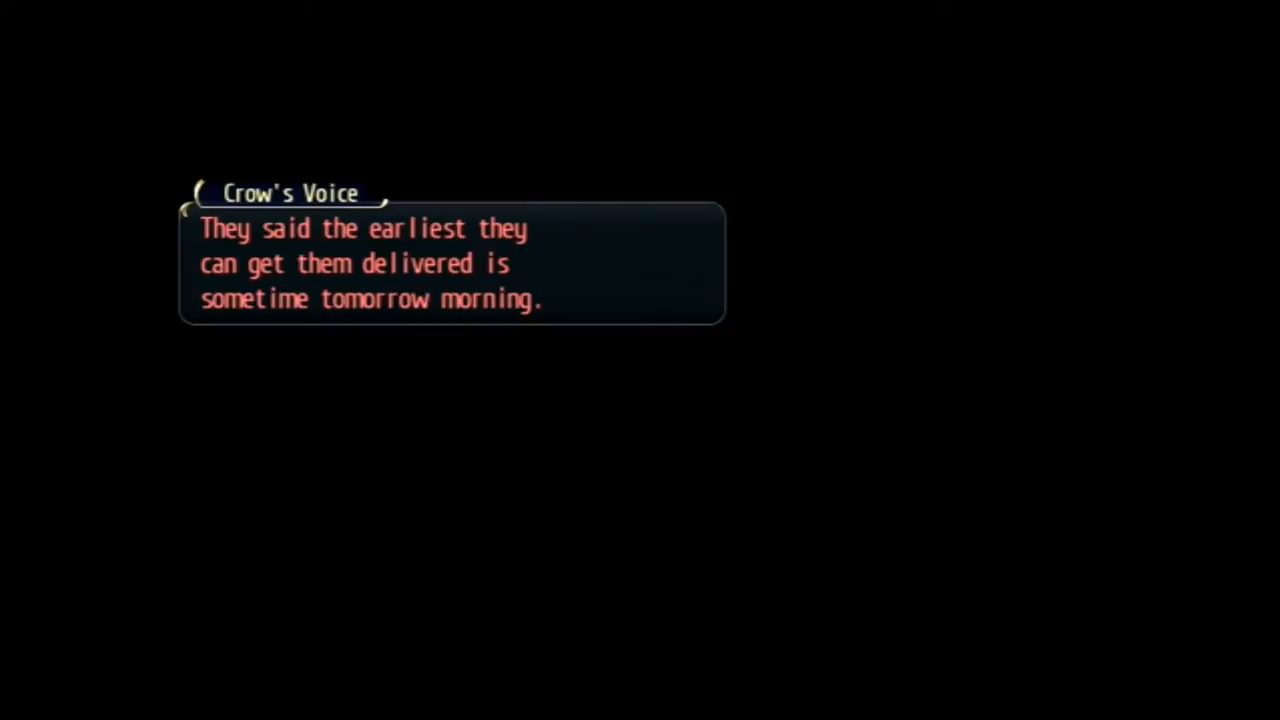 Crow's Voice
They said the earliest they
can get them delivered is
sometime tomorrow morning.